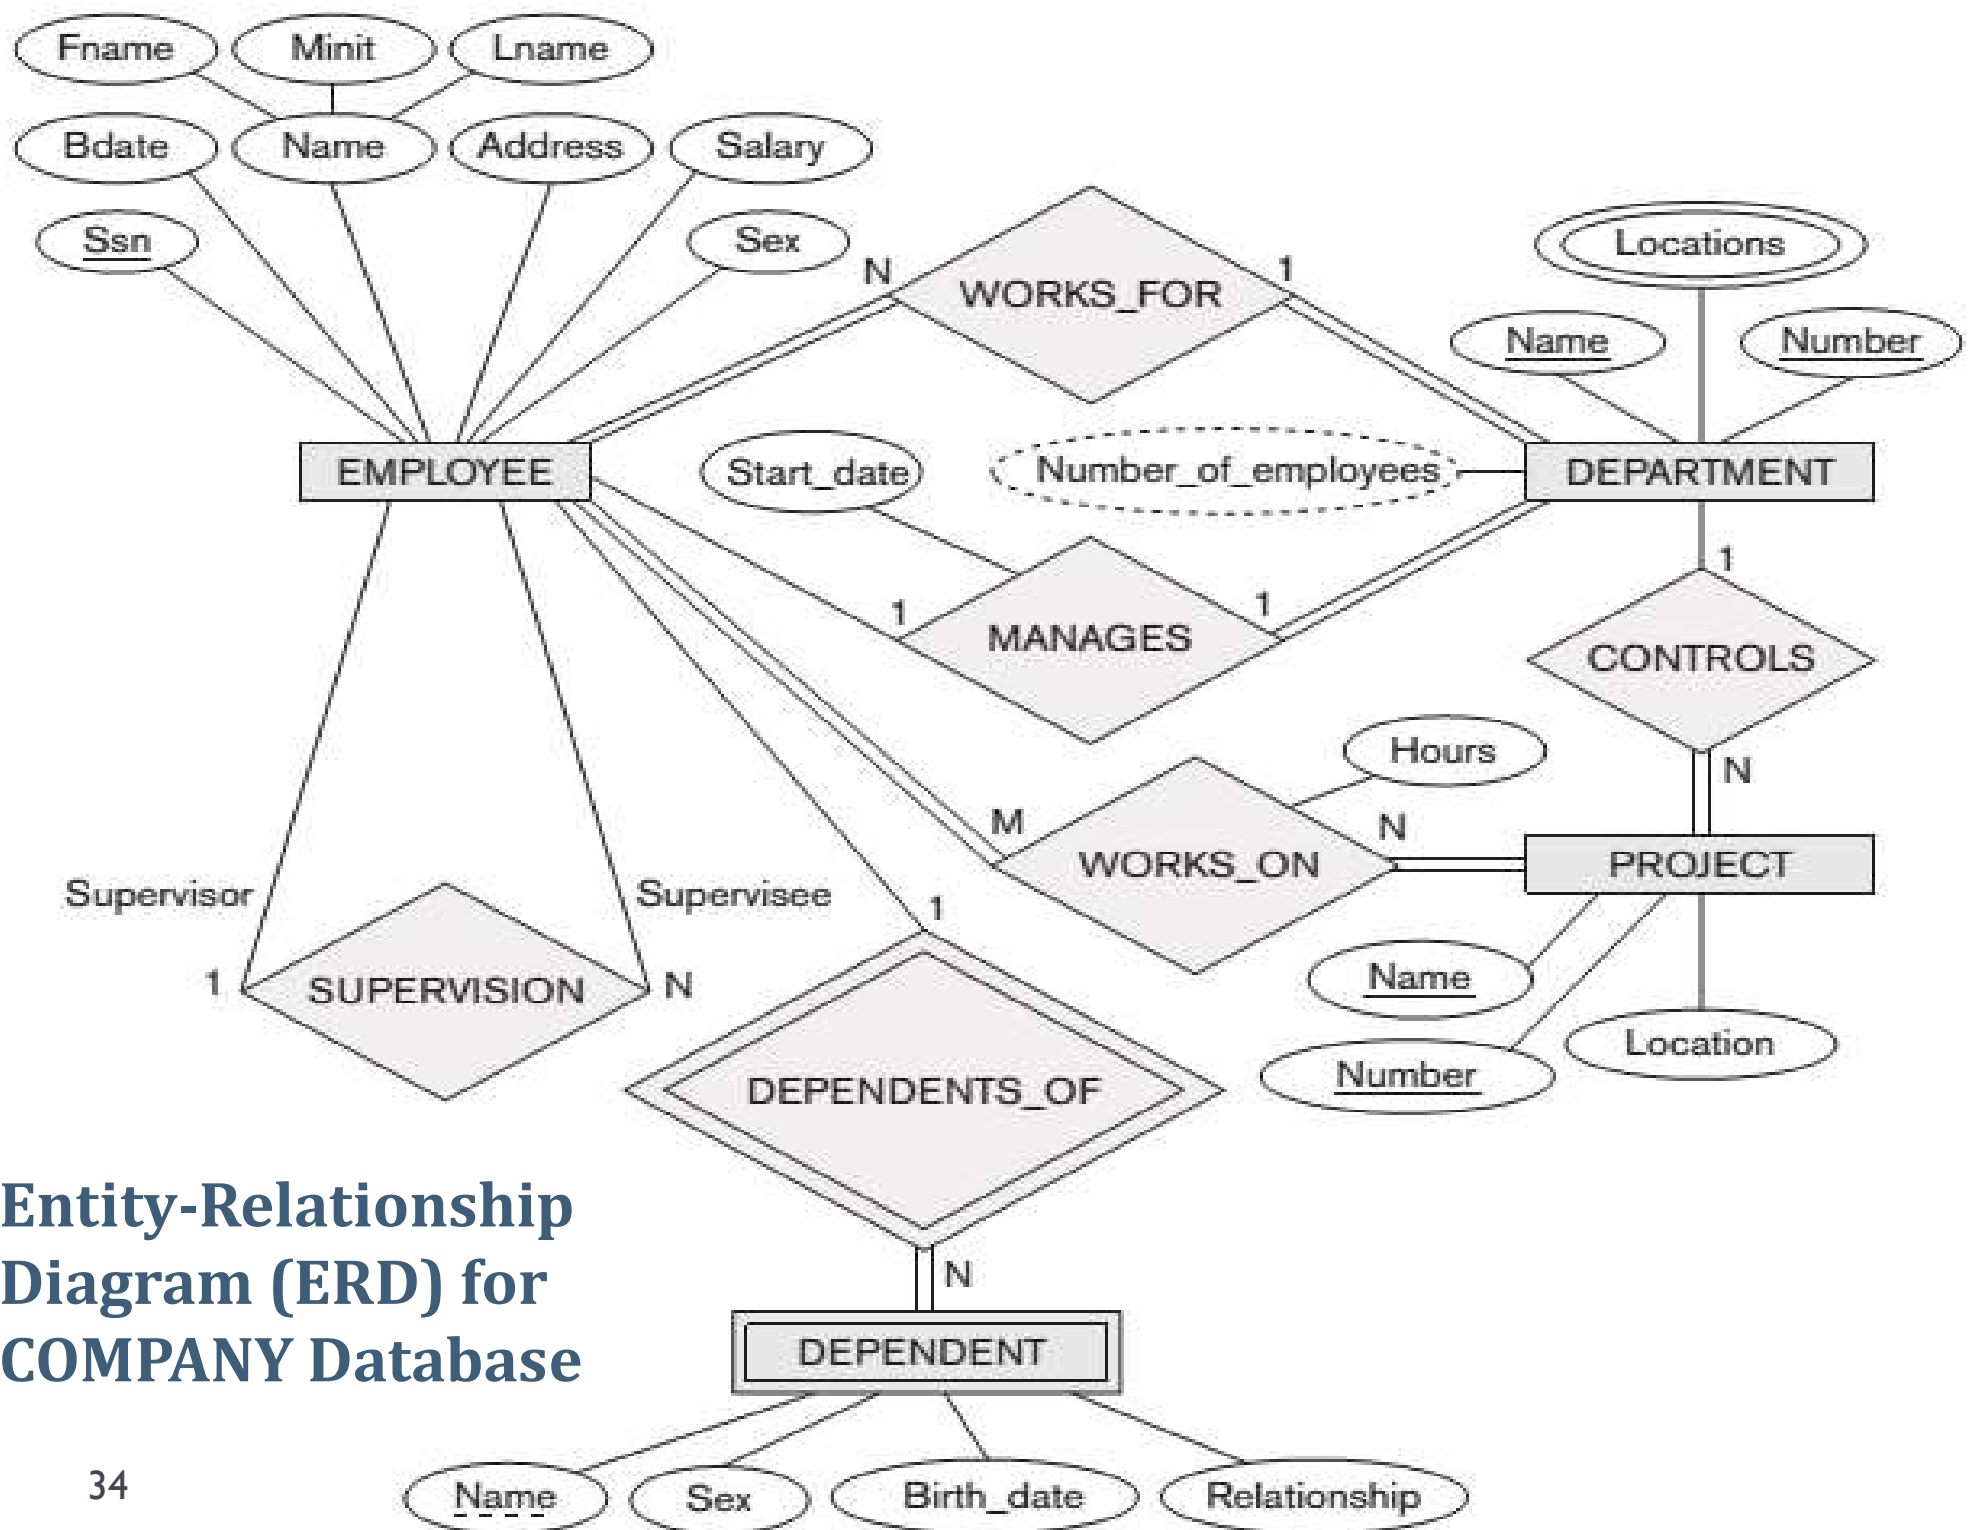 Fname
Minit
Lname
Bdate
Name
Address
Salary
Ssn
Sex
N
WORKS_FOR
1
Locations
Name
Number
EMPLOYEE
Start_date
Number_of_employees
DEPARTMENT
1
MANAGES
1
1
CONTROLS
N
Hours
M
WORKS_ON
N
PROJECT
Supervisor
Supervisee
1
1
SUPERVISION
N
Name
Number
Location
DEPENDENTS_OF
N
Entity-Relationship
Diagram (ERD) for
COMPANY Database
DEPENDENT
34
Name
Sex
Birth_date
Relationship